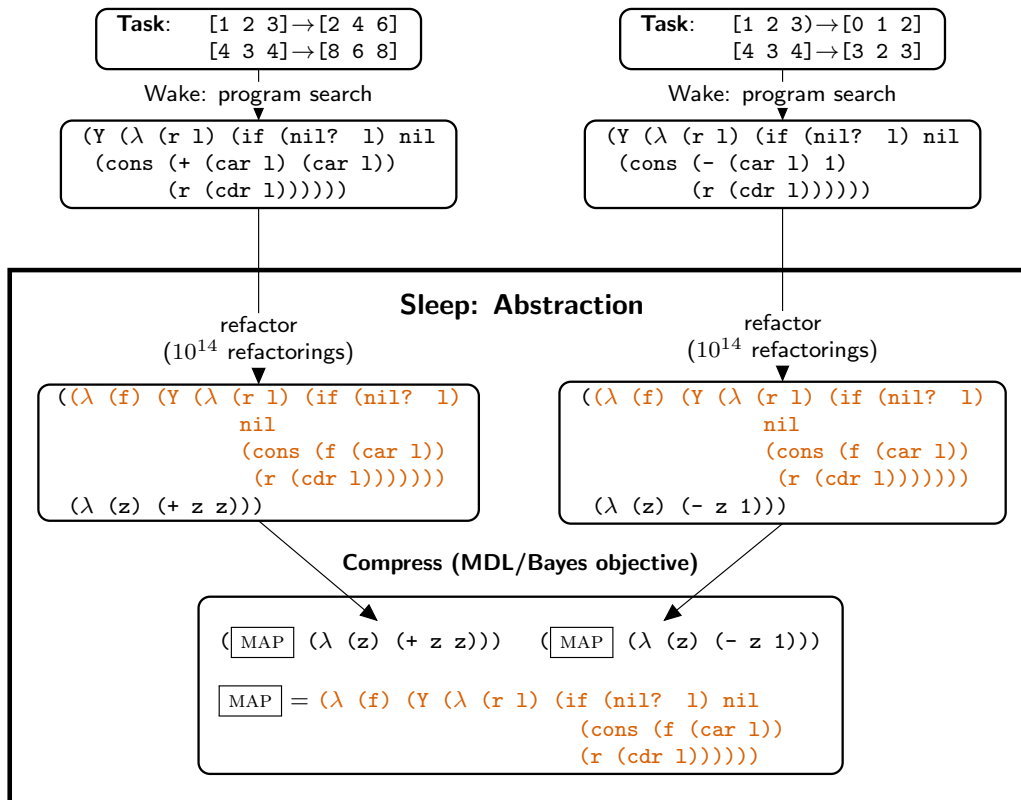 Task: [1 2 3]→[2 4 6]
[4 3 4]→[8 6 8]
Wake: program search
(Y (λ (r l) (if (nil? l) nil
(cons (+ (car l) (car l))
(r (cdr l))))))
Task: [1 2 3)→[0 1 2]
[4 3 4]→[3 2 3]
Wake: program search
(Y (λ (r l) (if (nil? l) nil
(cons (- (car l) 1)
(r (cdr l))))))
Sleep: Abstraction
refactor
(10¹⁴ refactorings)
((λ (f) (Y (λ (r l) (if (nil? l)
nil
(cons (f (car l))
(r (cdr l)))))))
(λ (z) (+ z z)))
refactor
(10¹⁴ refactorings)
((λ (f) (Y (λ (r l) (if (nil? l)
nil
(cons (f (car l))
(r (cdr l)))))))
(λ (z) (- z 1)))
Compress (MDL/Bayes objective)
(MAP (λ (z) (+ z z))) (MAP (λ (z) (- z 1)))
MAP = (λ (f) (Y (λ (r l) (if (nil? l) nil
(cons (f (car l))
(r (cdr l))))))